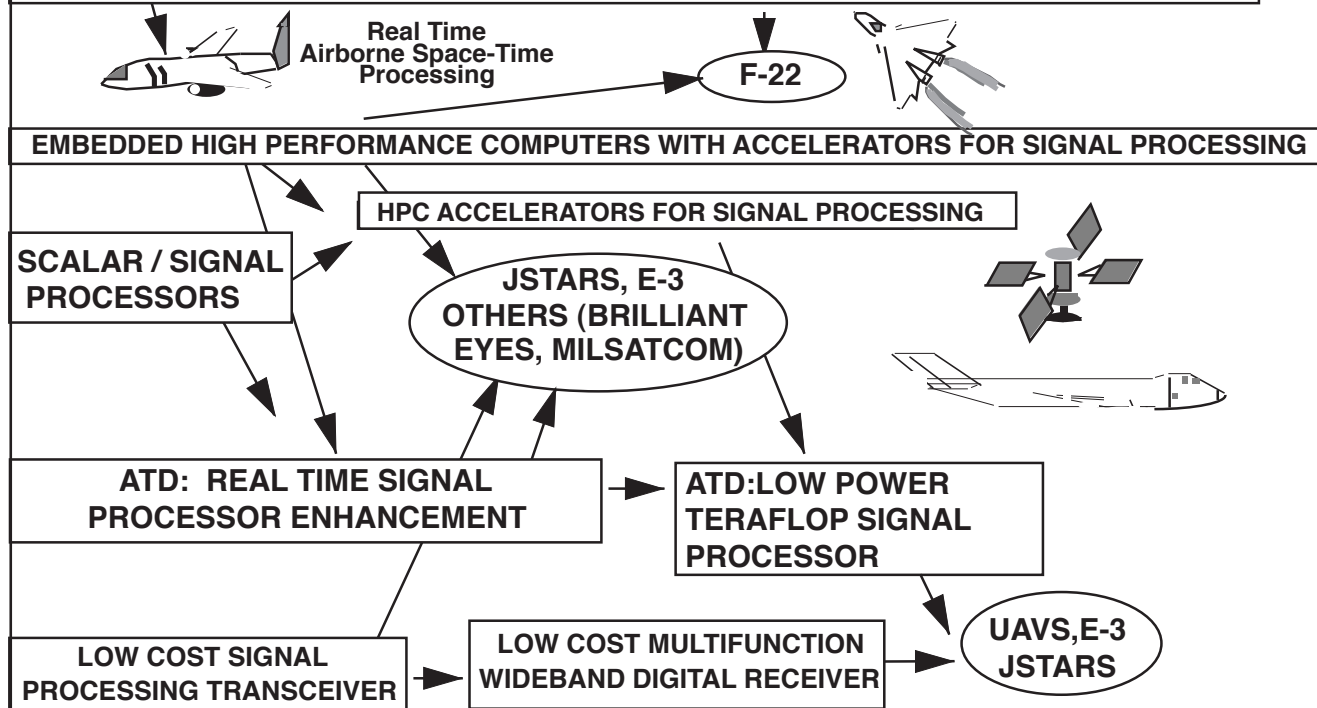 Real Time
Airborne Space-Time
Processing
F-22
EMBEDDED HIGH PERFORMANCE COMPUTERS WITH ACCELERATORS FOR SIGNAL PROCESSING
HPC ACCELERATORS FOR SIGNAL PROCESSING
SCALAR / SIGNAL
PROCESSORS
JSTARS, E-3
OTHERS (BRILLIANT
EYES, MILSATCOM)
ATD: REAL TIME SIGNAL
PROCESSOR ENHANCEMENT
ATD:LOW POWER
TERAFLOP SIGNAL
PROCESSOR
LOW COST SIGNAL
PROCESSING TRANSCEIVER
LOW COST MULTIFUNCTION
WIDEBAND DIGITAL RECEIVER
UAVS,E-3
JSTARS